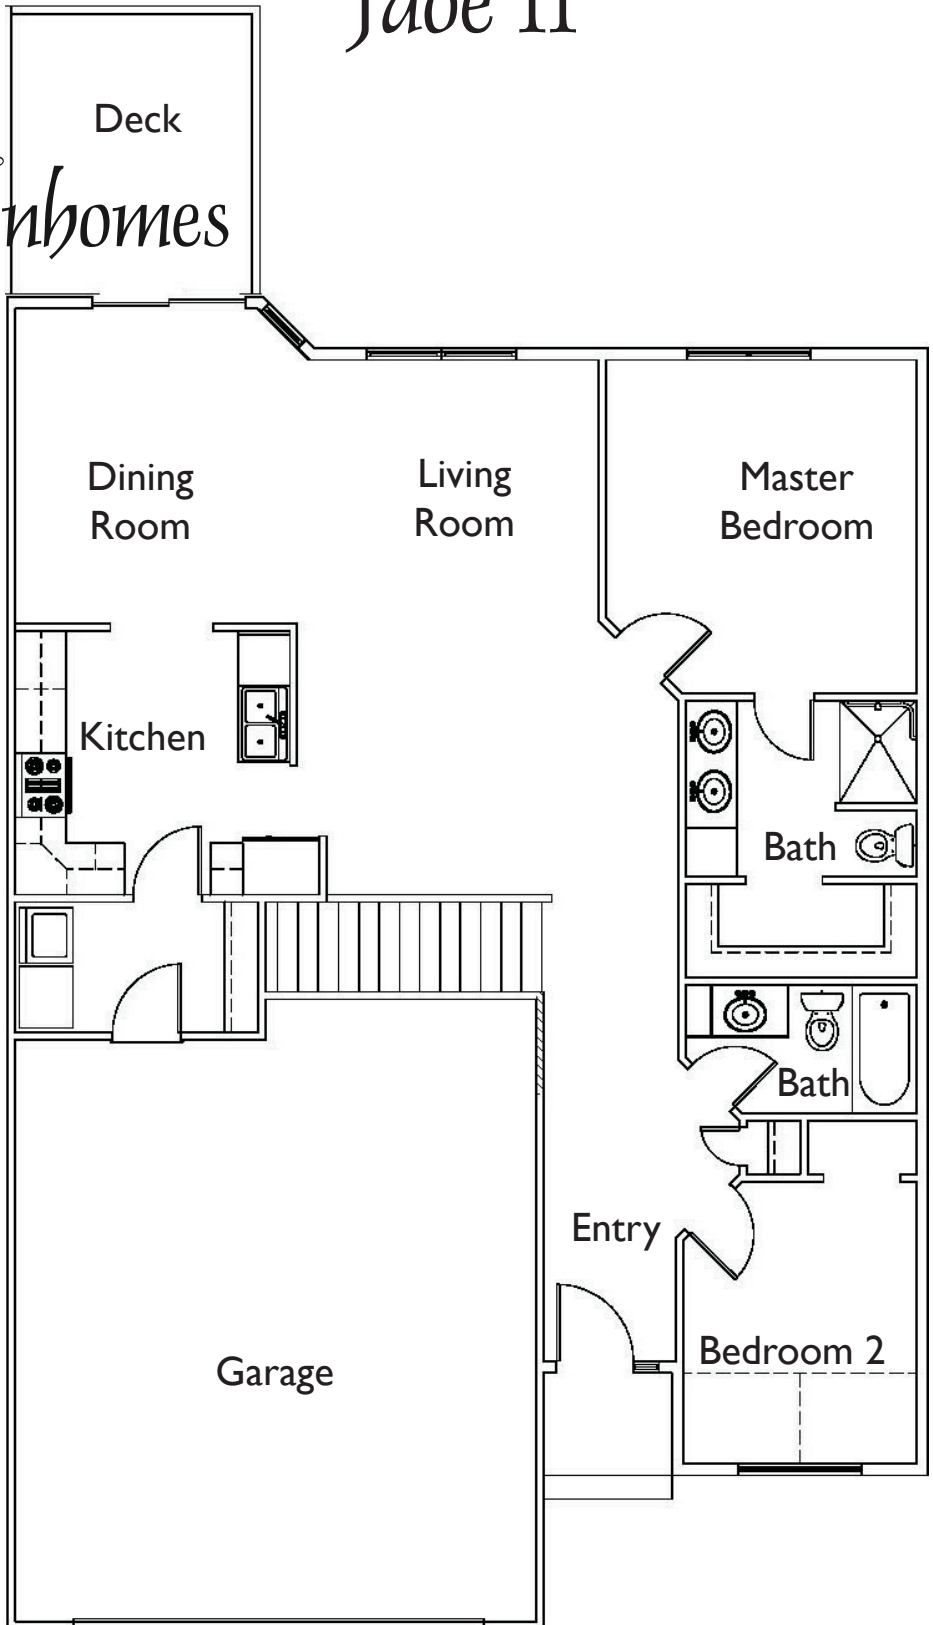 Jade II
Deck
nhomes
Dining
Room
Living
Room
Master
Bedroom
Kitchen
Bath
Bath
Entry
Bedroom 2
Garage